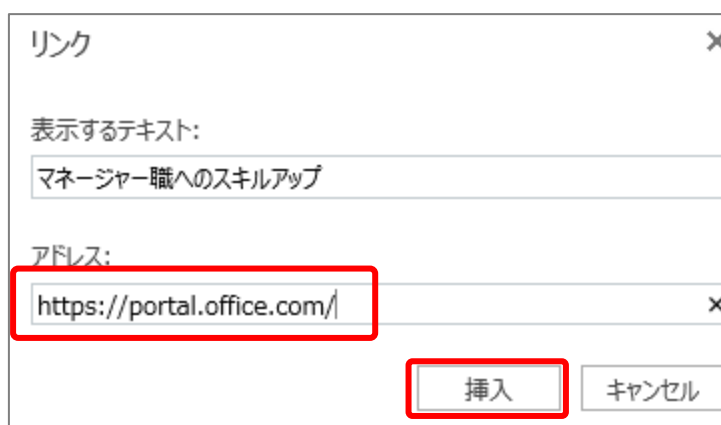 リンク
表示するテキスト:
マネージャー職へのスキルアップ
アドレス:
https://portal.office.com/
挿入
キャンセル